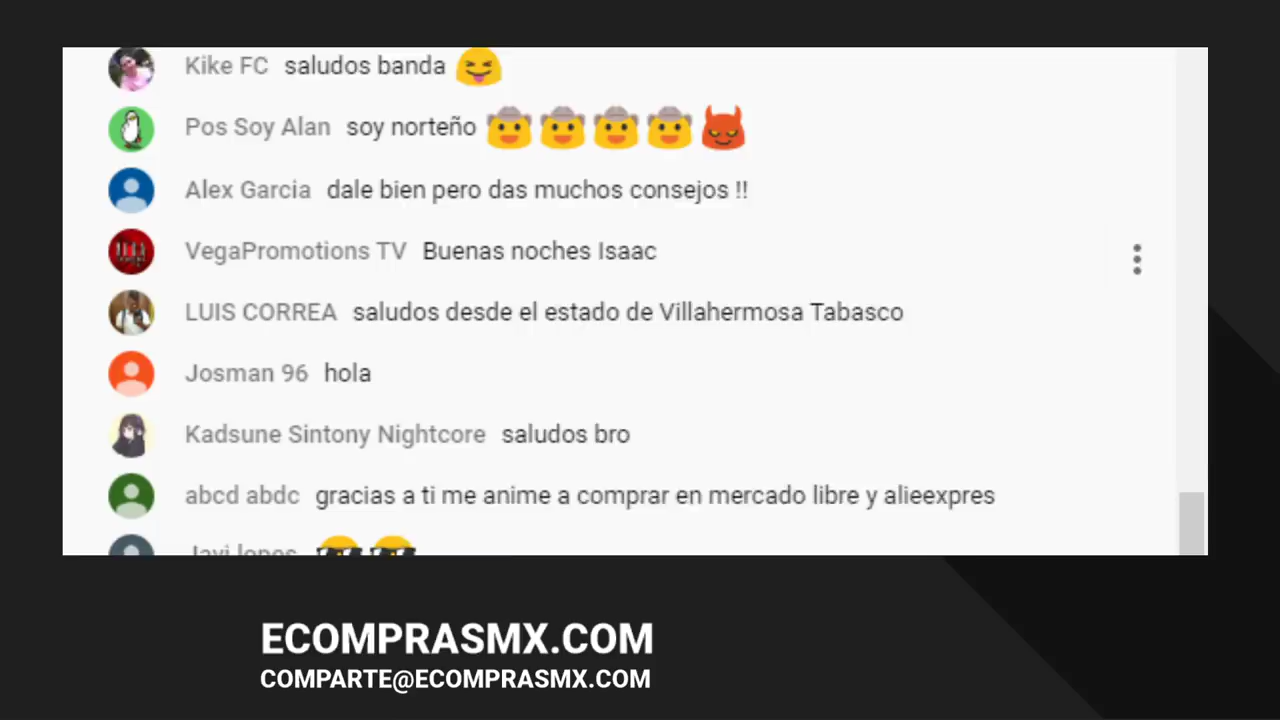 Kike FC saludos banda
Pos Soy Alan soy norteño
Alex Garcia dale bien pero das muchos consejos !!
VegaPromotions TV Buenas noches Isaac
LUIS CORREA saludos desde el estado de Villahermosa Tabasco
Josman 96 hola
Kadsune Sintony Nightcore saludos bro
abcd abdc gracias a ti me anime a comprar en mercado libre y alieexpres
Javi lopes
ECOMPRASMX.COM
COMPARTE@ECOMPRASMX.COM